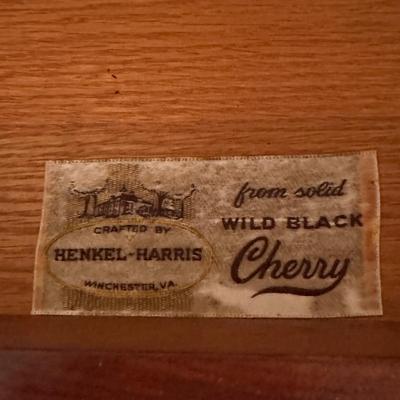 CRAFTED BY
HENKEL-HARRIS
WINCHESTER, VA.
from solid
WILD BLACK
Cherry